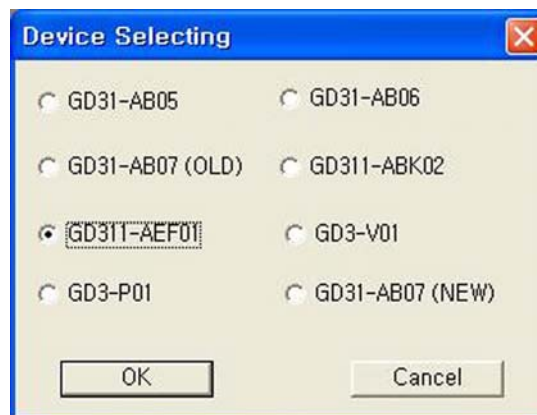 Device Selecting
GD31-AB05 GD31-AB06
GD31-AB07 (OLD) GD311-ABK02
GD311-AEF01 GD3-V01
GD3-P01 GD31-AB07 (NEW)
OK Cancel